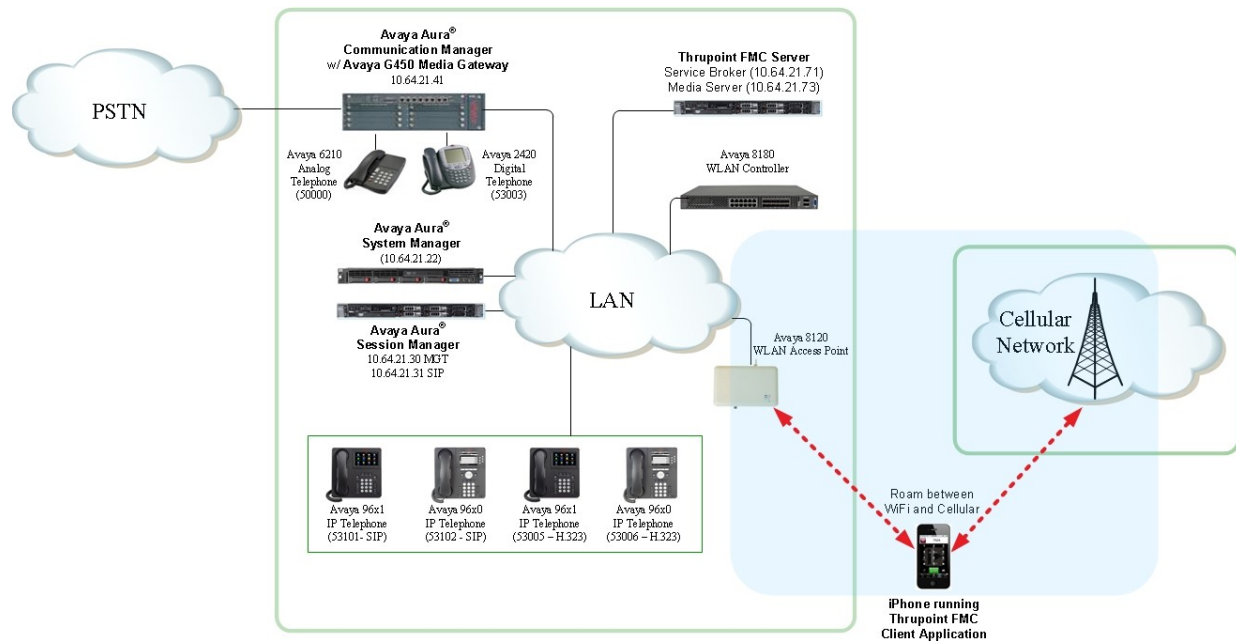 Avaya Aura®
Communication Manager
w/ Avaya G450 Media Gateway
10.64.21.41
PSTN
Avaya 6210
Analog
Telephone
(50000)
Avaya 2420
Digital
Telephone
(53003)
Thrupoint FMC Server
Service Broker (10.64.21.71)
Media Server (10.64.21.73)
Avaya 8180
WLAN Controller
Avaya Aura®
System Manager
(10.64.21.22)
Avaya Aura®
Session Manager
10.64.21.30 MGT
10.64.21.31 SIP
LAN
Avaya 8120
WLAN Access Point
Cellular
Network
Avaya 96x1
IP Telephone
(53101- SIP)
Avaya 96x0
IP Telephone
(53102 - SIP)
Avaya 96x1
IP Telephone
(53005 – H.323)
Avaya 96x0
IP Telephone
(53006 – H.323)
Roam between
WiFi and Cellular
iPhone running
Thrupoint FMC
Client Application